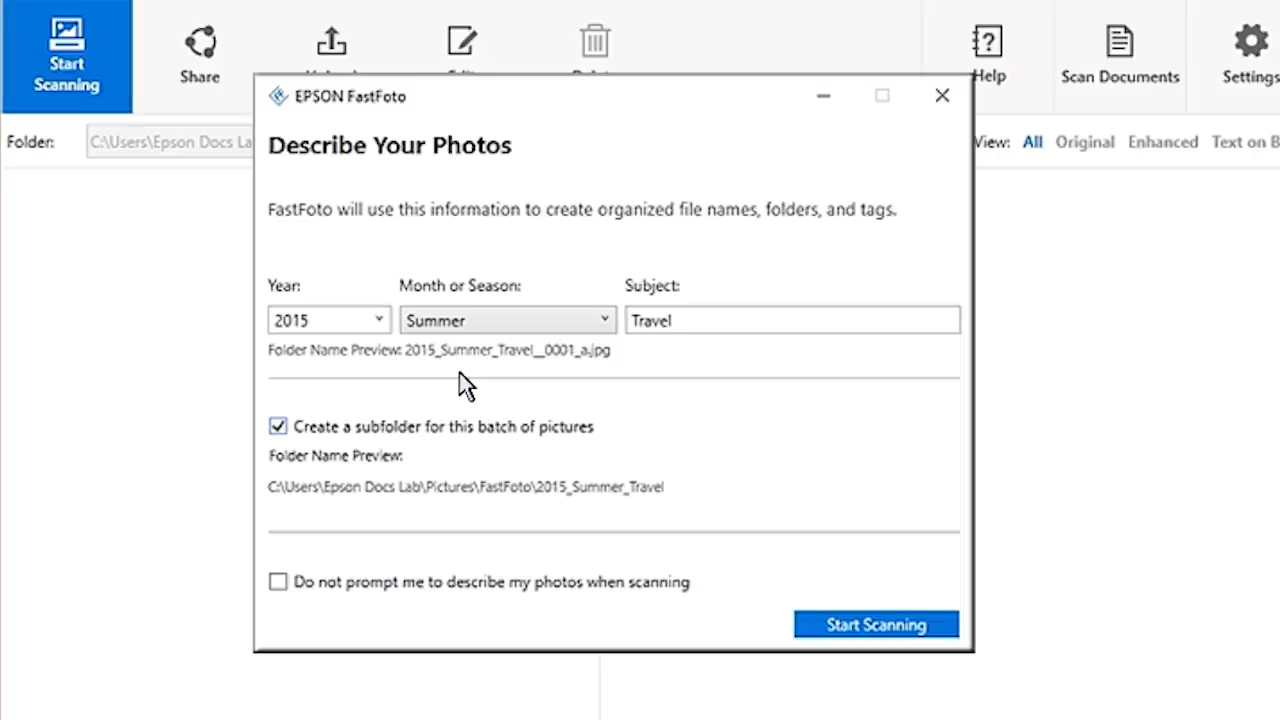 Start Scanning
Share
Help
Scan Documents
Settings
Folder:
C:\Users\Epson Docs La
View:
All
Original
Enhanced
Text on B
EPSON FastFoto
Describe Your Photos
FastFoto will use this information to create organized file names, folders, and tags.
Year:
Month or Season:
Subject:
2015
Summer
Travel
Folder Name Preview: 2015_Summer_Travel__0001_a.jpg
Create a subfolder for this batch of pictures
Folder Name Preview:
C:\Users\Epson Docs Lab\Pictures\FastFoto\2015_Summer_Travel
Do not prompt me to describe my photos when scanning
Start Scanning